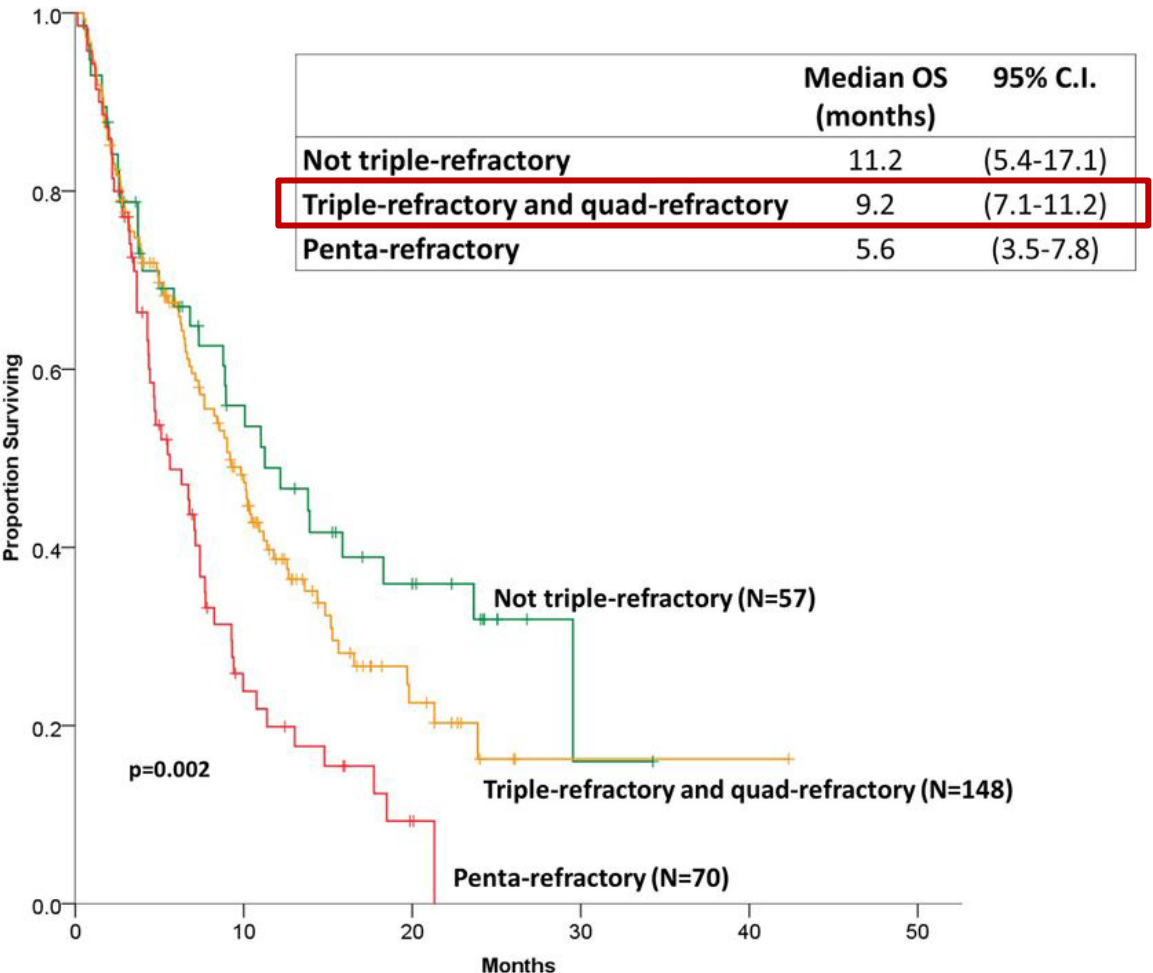 Median OS (months) 95% C.I.
Not triple-refractory 11.2 (5.4-17.1)
Triple-refractory and quad-refractory 9.2 (7.1-11.2)
Penta-refractory 5.6 (3.5-7.8)
Proportion Surviving
1.0
0.8
0.6
0.4
0.2
0.0
Not triple-refractory (N=57)
p=0.002
Triple-refractory and quad-refractory (N=148)
Penta-refractory (N=70)
0 10 20 30 40 50
Months